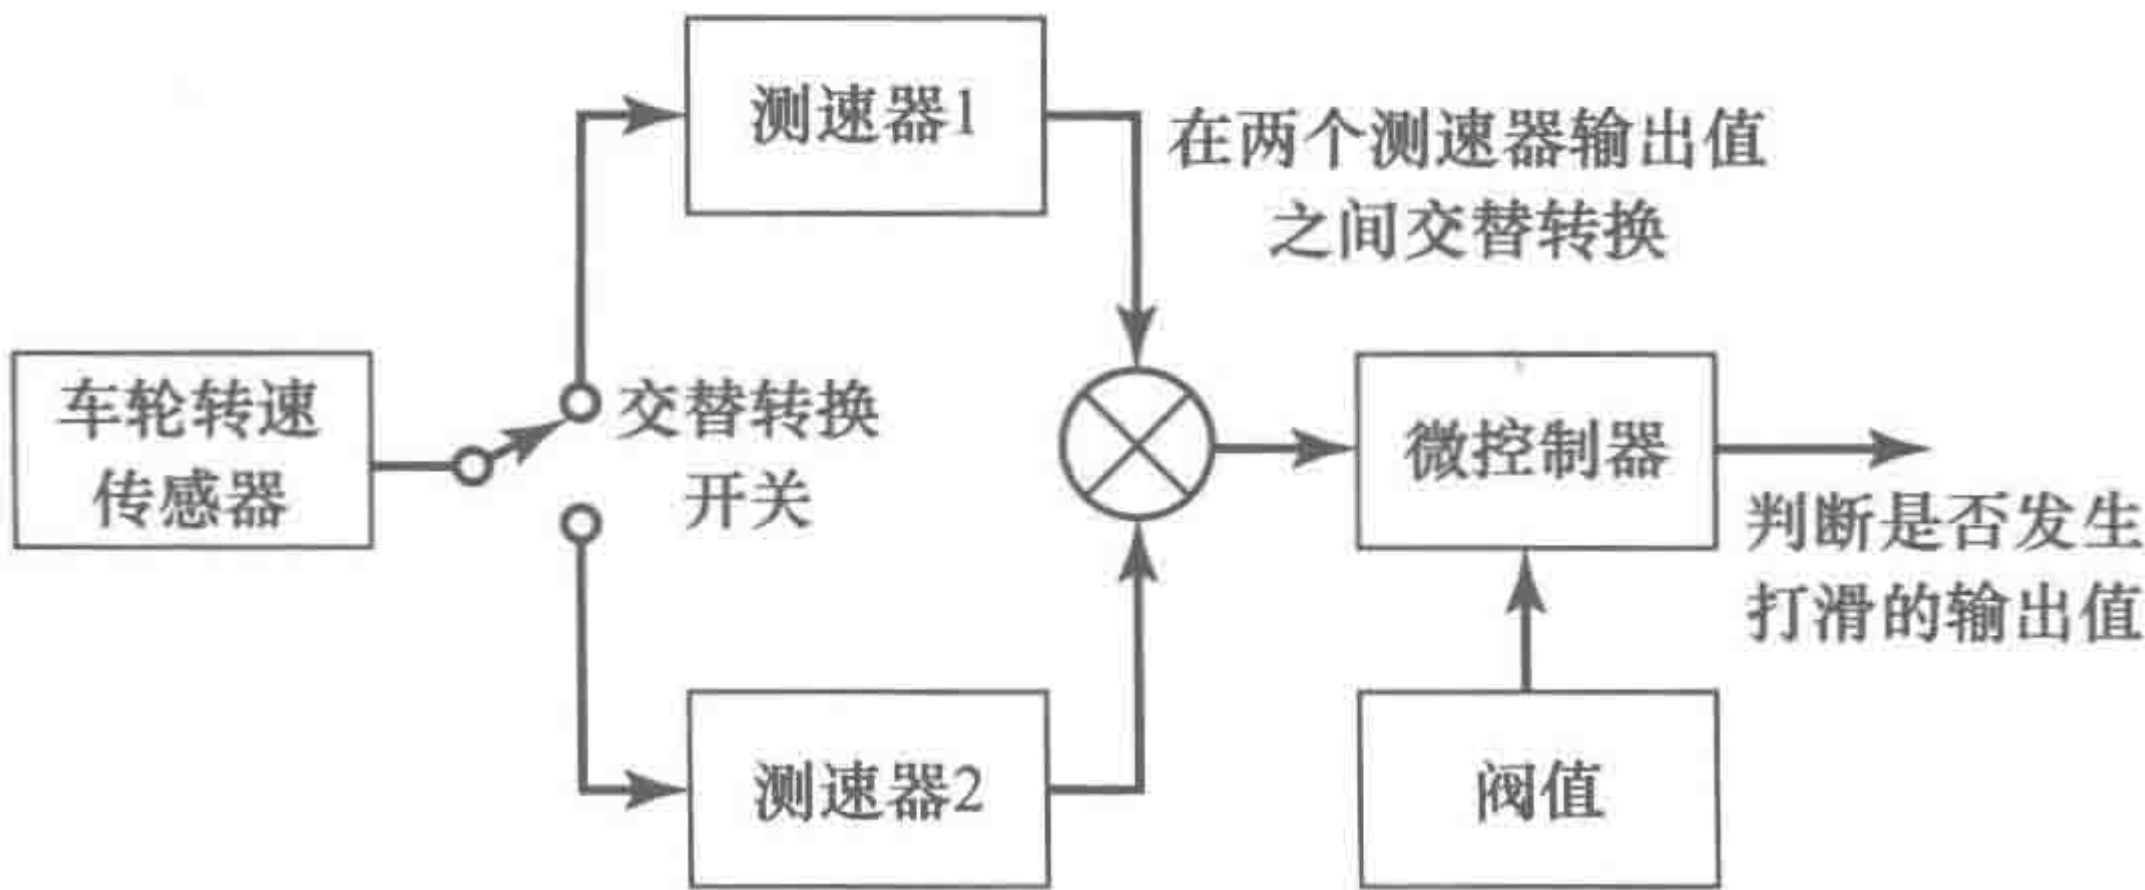 测速器1
在两个测速器输出值
之间交替转换
车轮转速
传感器
交替转换
开关
微控制器
判断是否发生
打滑的输出值
测速器2
阀值